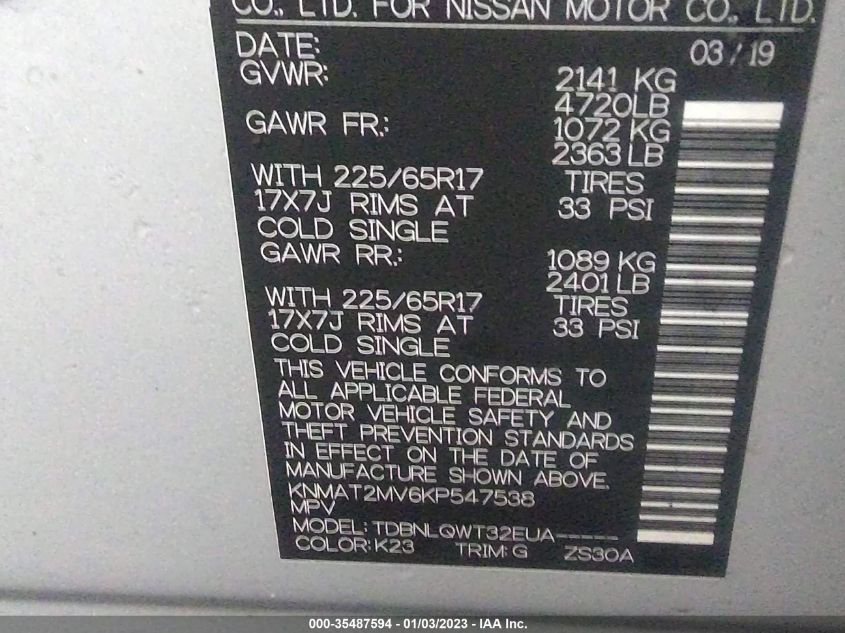 CO., LTD. FOR NISSAN MOTOR CO., LTD.
DATE: 03/19
GVWR: 2141 KG
4720LB
GAWR FR.: 1072 KG
2363 LB
WITH 225/65R17 TIRES
17X7J RIMS AT 33 PSI
COLD SINGLE
GAWR RR.: 1089 KG
2401 LB
WITH 225/65R17 TIRES
17X7J RIMS AT 33 PSI
COLD SINGLE
THIS VEHICLE CONFORMS TO
ALL APPLICABLE FEDERAL
MOTOR VEHICLE SAFETY AND
THEFT PREVENTION STANDARDS
IN EFFECT ON THE DATE OF
MANUFACTURE SHOWN ABOVE.
KNMAT2MV6KP547538
MPV
MODEL: TDBNLQWT32EUA-----
COLOR: K23 TRIM: G ZS30A
000-35487594 - 01/03/2023 - IAA Inc.